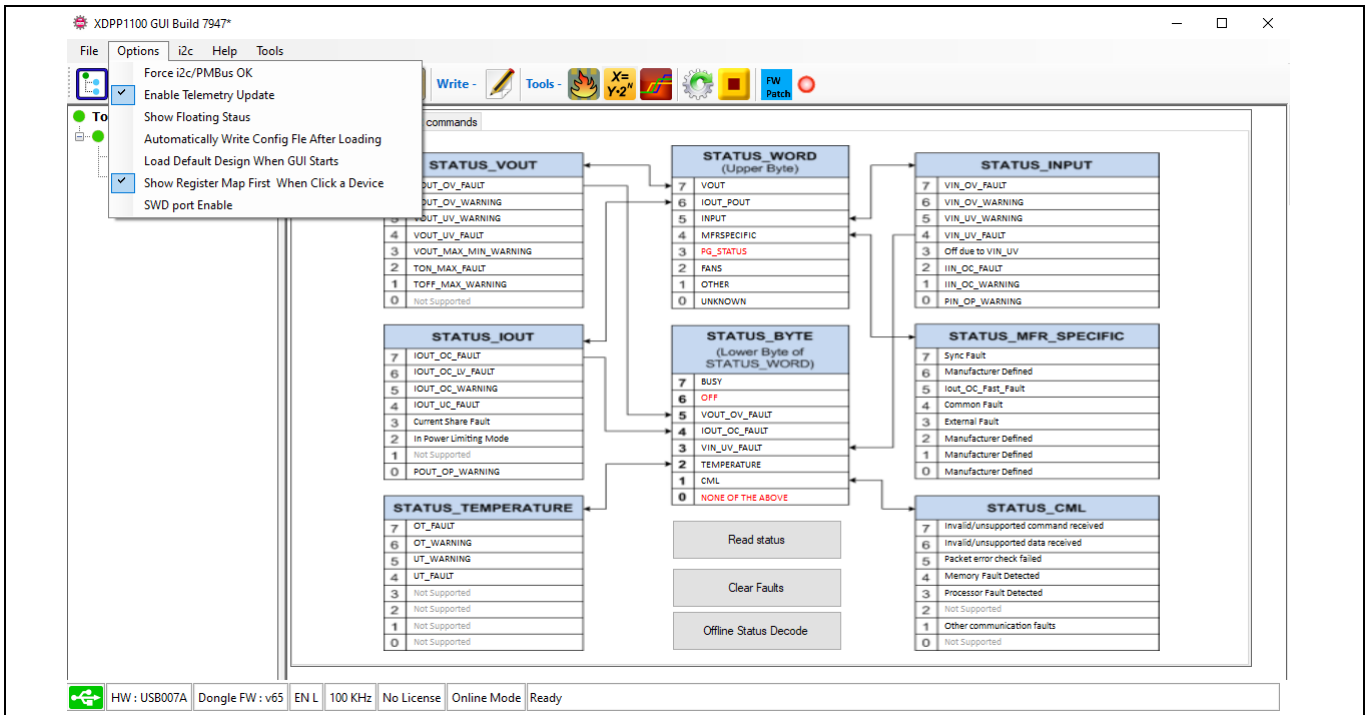 XDPP1100 GUI Build 7947*
File Options i2c Help Tools
Force i2c/PMBus OK
Enable Telemetry Update
Show Floating Staus
Automatically Write Config Fle After Loading
Load Default Design When GUI Starts
Show Register Map First When Click a Device
SWD port Enable
Write - Tools - X= Y·2ⁿ FW Patch
To
commands
STATUS_VOUT
VOUT_OV_FAULT
VOUT_OV_WARNING
5 VOUT_UV_WARNING
4 VOUT_UV_FAULT
3 VOUT_MAX_MIN_WARNING
2 TON_MAX_FAULT
1 TOFF_MAX_WARNING
0 Not Supported
STATUS_IOUT
7 IOUT_OC_FAULT
6 IOUT_OC_LV_FAULT
5 IOUT_OC_WARNING
4 IOUT_UC_FAULT
3 Current Share Fault
2 In Power Limiting Mode
1 Not Supported
0 POUT_OP_WARNING
STATUS_TEMPERATURE
7 OT_FAULT
6 OT_WARNING
5 UT_WARNING
4 UT_FAULT
3 Not Supported
2 Not Supported
1 Not Supported
0 Not Supported
STATUS_WORD
(Upper Byte)
7 VOUT
6 IOUT_POUT
5 INPUT
4 MFRSPECIFIC
3 PG_STATUS
2 FANS
1 OTHER
0 UNKNOWN
STATUS_BYTE
(Lower Byte of
STATUS_WORD)
7 BUSY
6 OFF
5 VOUT_OV_FAULT
4 IOUT_OC_FAULT
3 VIN_UV_FAULT
2 TEMPERATURE
1 CML
0 NONE OF THE ABOVE
Read status
Clear Faults
Offline Status Decode
STATUS_INPUT
7 VIN_OV_FAULT
6 VIN_OV_WARNING
5 VIN_UV_WARNING
4 VIN_UV_FAULT
3 Off due to VIN_UV
2 IIN_OC_FAULT
1 IIN_OC_WARNING
0 PIN_OP_WARNING
STATUS_MFR_SPECIFIC
7 Sync Fault
6 Manufacturer Defined
5 Iout_OC_Fast_Fault
4 Common Fault
3 External Fault
2 Manufacturer Defined
1 Manufacturer Defined
0 Manufacturer Defined
STATUS_CML
7 Invalid/unsupported command received
6 Invalid/unsupported data received
5 Packet error check failed
4 Memory Fault Detected
3 Processor Fault Detected
2 Not Supported
1 Other communication faults
0 Not Supported
HW : USB007A Dongle FW : v65 EN L 100 KHz No License Online Mode Ready